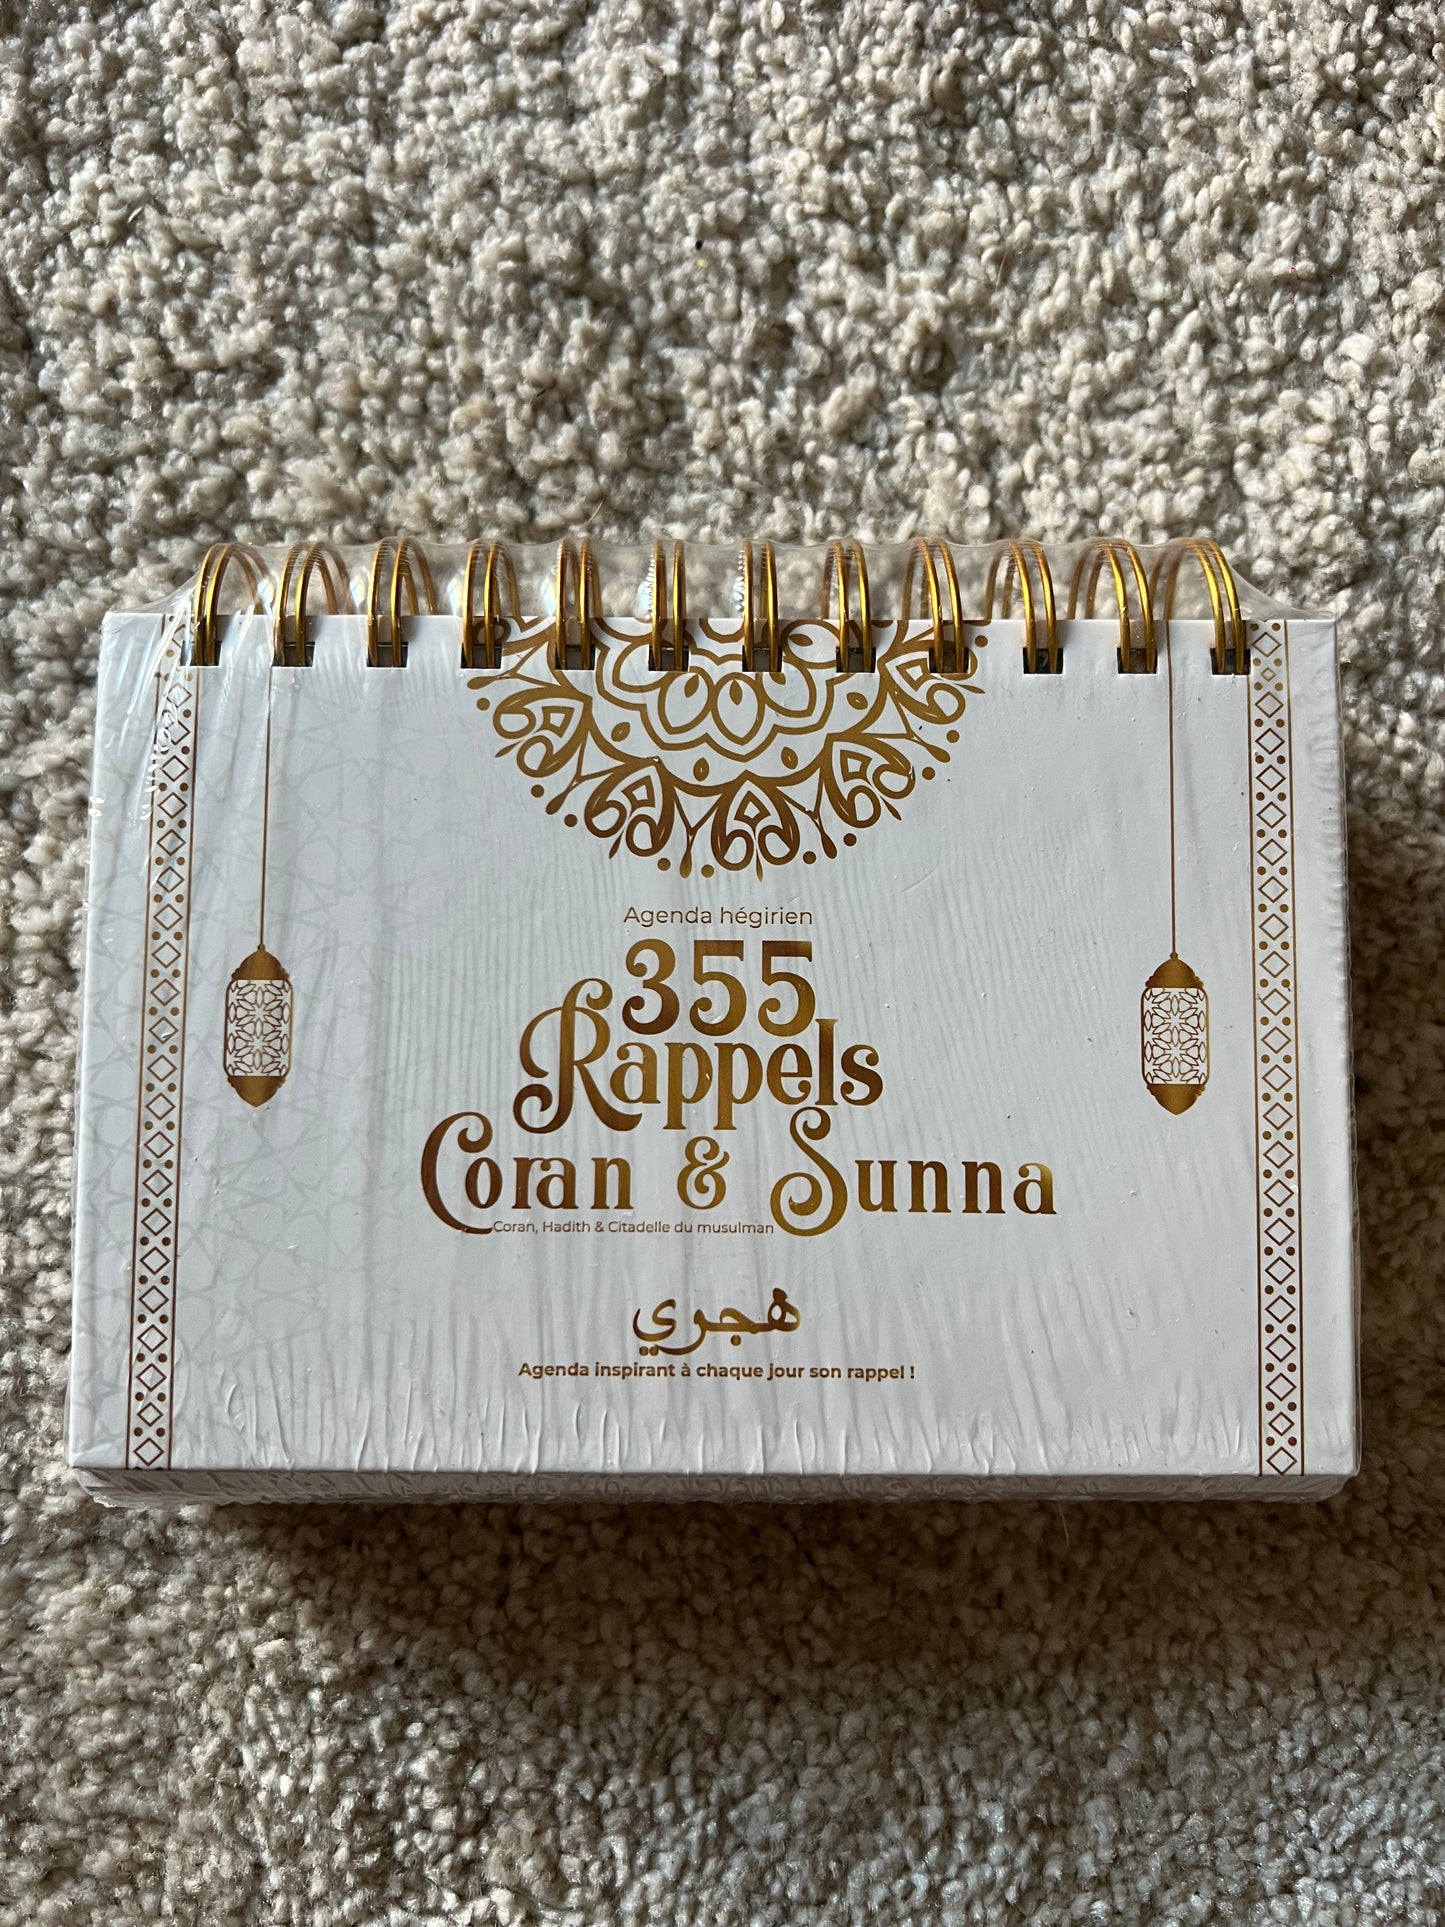 Agenda hégirien
355
Rappels
Coran & Sunna
Coran, Hadith & Citadelle du musulman
هجري
Agenda inspirant à chaque jour son rappel !